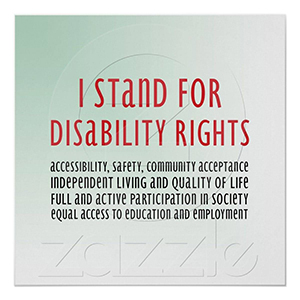 I STAND FOR
DISABILITY RIGHTS
ACCESSIBILITY, SAFETY, COMMUNITY ACCEPTANCE
INDEPENDENT LIVING AND QUALITY OF LIFE
FULL AND ACTIVE PARTICIPATION IN SOCIETY
EQUAL ACCESS TO EDUCATION AND EMPLOYMENT
zazzle